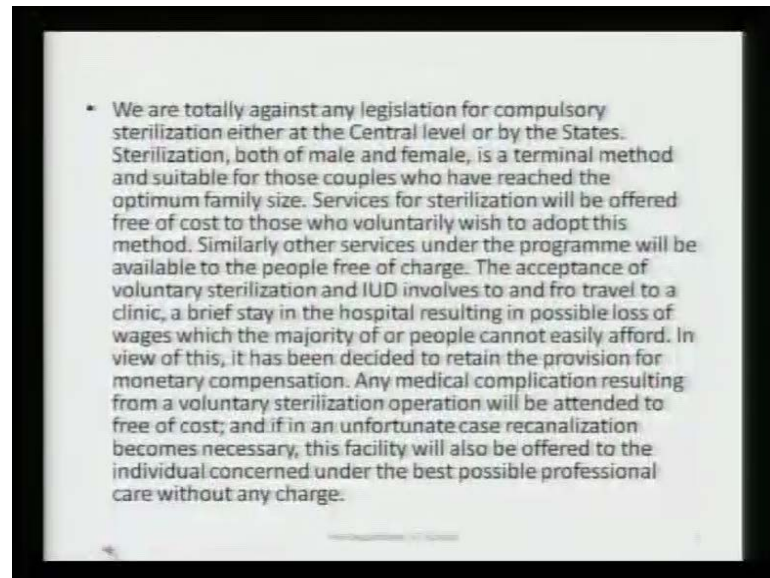 • We are totally against any legislation for compulsory
sterilization either at the Central level or by the States.
Sterilization, both of male and female, is a terminal method
and suitable for those couples who have reached the
optimum family size. Services for sterilization will be offered
free of cost to those who voluntarily wish to adopt this
method. Similarly other services under the programme will be
available to the people free of charge. The acceptance of
voluntary sterilization and IUD involves to and fro travel to a
clinic, a brief stay in the hospital resulting in possible loss of
wages which the majority of or people cannot easily afford. In
view of this, it has been decided to retain the provision for
monetary compensation. Any medical complication resulting
from a voluntary sterilization operation will be attended to
free of cost; and if in an unfortunate case recanalization
becomes necessary, this facility will also be offered to the
individual concerned under the best possible professional
care without any charge.